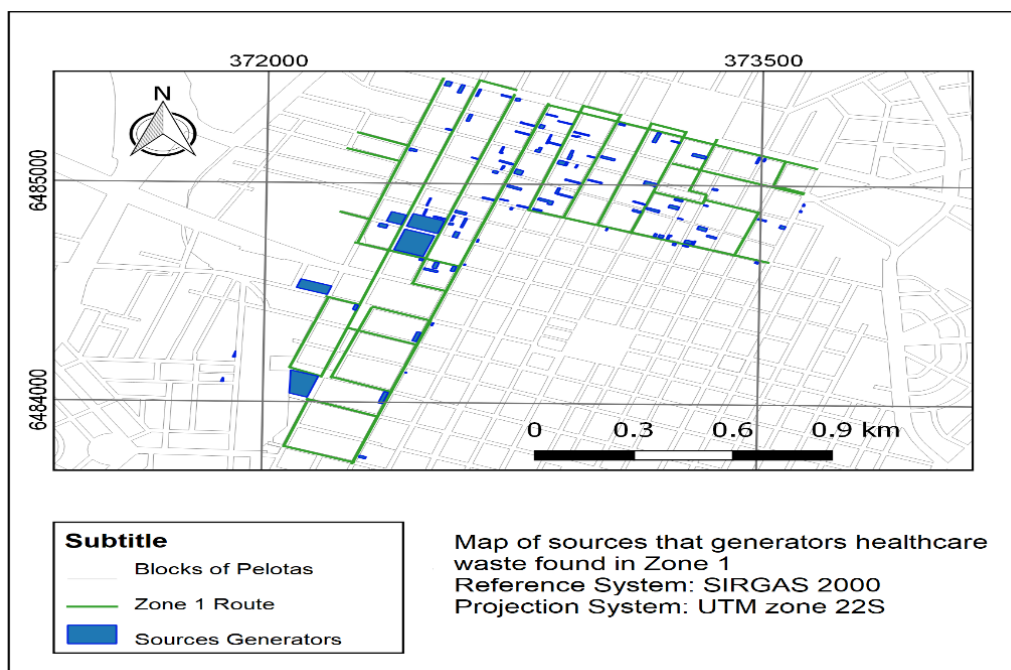 372000
373500
N
6485000
6484000
0 0.3 0.6 0.9 km
Subtitle
Blocks of Pelotas
Zone 1 Route
Sources Generators
Map of sources that generators healthcare
waste found in Zone 1
Reference System: SIRGAS 2000
Projection System: UTM zone 22S